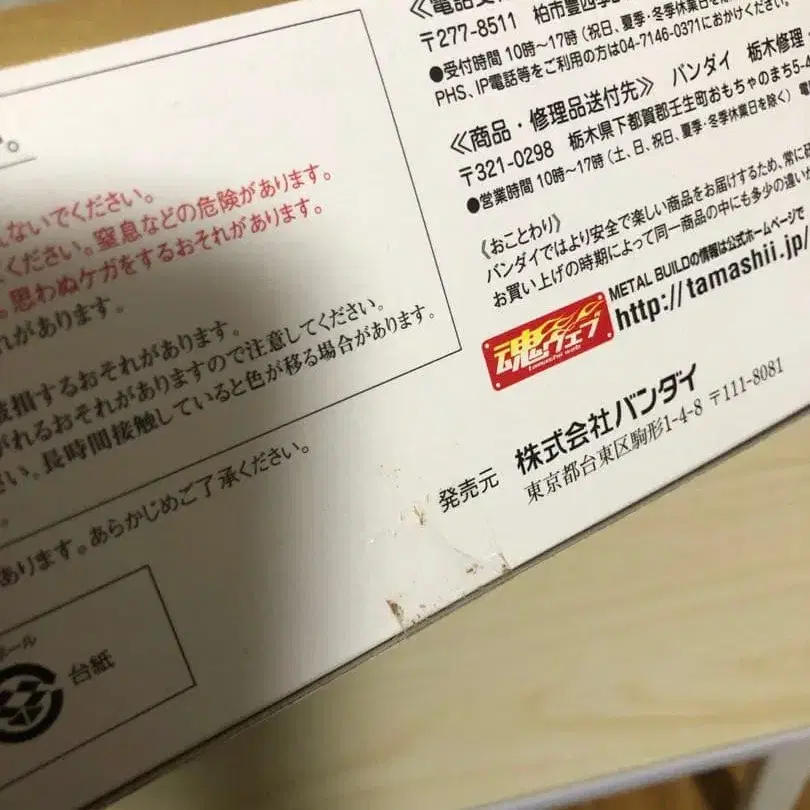 《電話受
〒277-8511 柏市豊四季
●受付時間 10時～17時(祝日、夏季・冬季休業日を除
PHS、IP電話等をご利用の方は04-7146-0371におかけください。
《商品・修理品送付先》 バンダイ 栃木修理・
〒321-0298 栃木県下都賀郡壬生町おもちゃのまち5-4
●営業時間 10時～17時(土、日、祝日、夏季・冬季休業日を除く) 電
《おことわり》
バンダイではより安全で楽しい商品をお届けするため、常に
お買い上げの時期によって同一商品の中にも多少の違いが
魂ウェブ
tamashii web
METAL BUILDの情報は公式ホームページで
http://tamashii.jp/
発売元 株式会社バンダイ
東京都台東区駒形1-4-8 〒111-8081
。
ないでください。
ください。窒息などの危険があります。
。思わぬケガをするおそれがあります。
れがあります。
破損するおそれがあります。
がれるおそれがありますので注意してください。
さい。長時間接触していると色が移る場合があります。
あります。あらかじめご了承ください。
ール
台紙